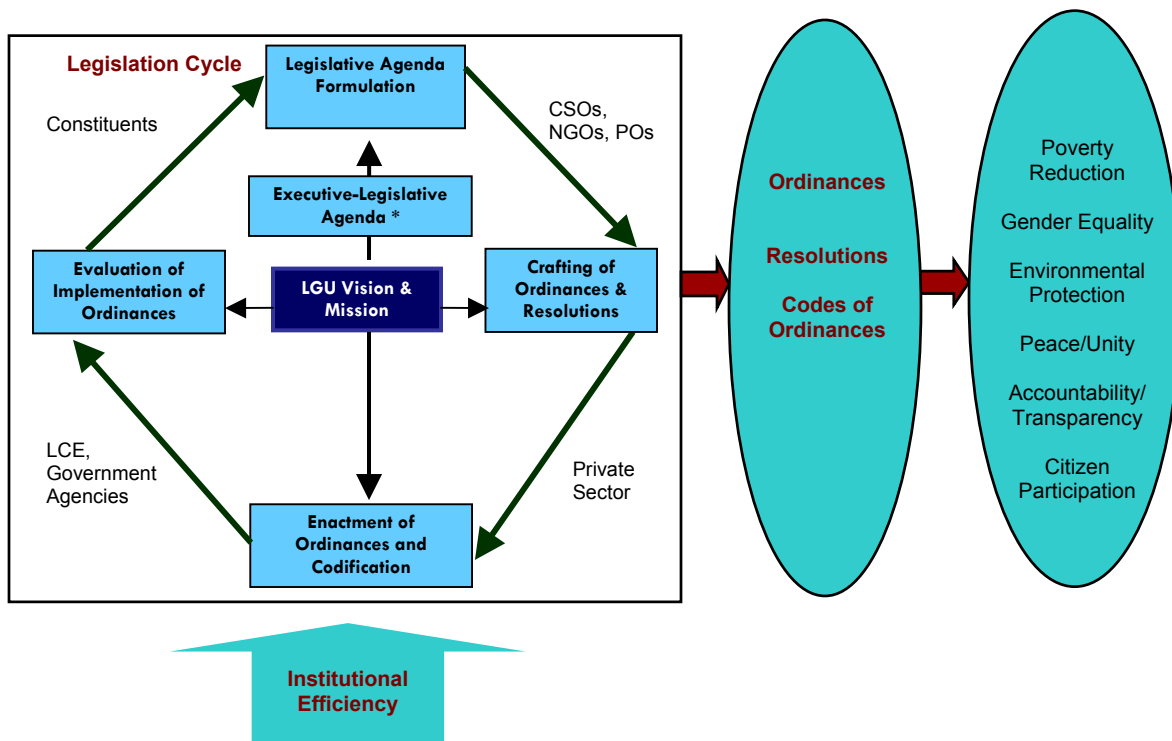 Legislation Cycle
Legislative Agenda
Formulation
Constituents
CSOs,
NGOs, POs
Executive-Legislative
Agenda *
Evaluation of
Implementation of
Ordinances
LGU Vision &
Mission
Crafting of
Ordinances &
Resolutions
LCE,
Government
Agencies
Private
Sector
Enactment of
Ordinances and
Codification
Institutional
Efficiency
Ordinances
Resolutions
Codes of
Ordinances
Poverty
Reduction
Gender Equality
Environmental
Protection
Peace/Unity
Accountability/
Transparency
Citizen
Participation